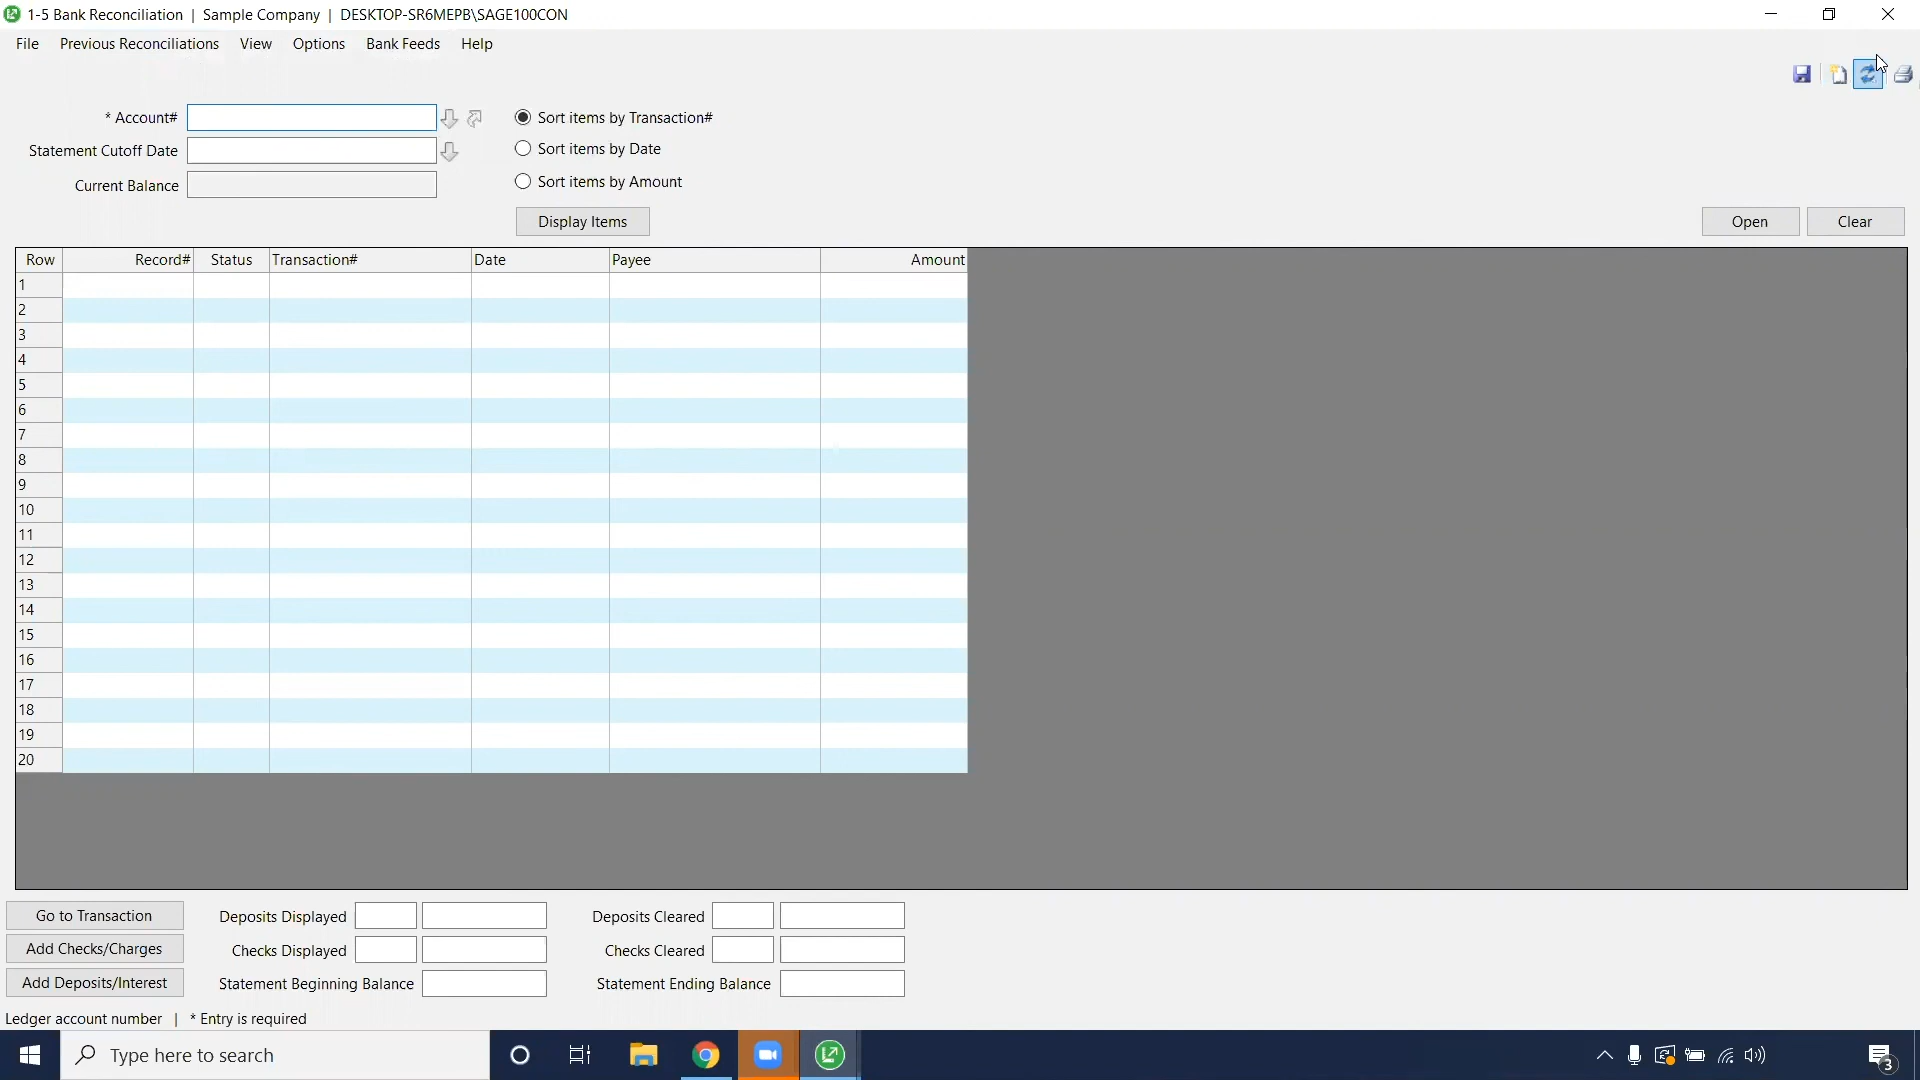 1-5 Bank Reconciliation | Sample Company | DESKTOP-SR6MEPB\SAGE100CON
File Previous Reconciliations View Options Bank Feeds Help
* Account#
Statement Cutoff Date
Current Balance
Sort items by Transaction#
Sort items by Date
Sort items by Amount
Display Items
Open Clear
Row Record# Status Transaction# Date Payee Amount
1
2
3
4
5
6
7
8
9
10
11
12
13
14
15
16
17
18
19
20
Go to Transaction Deposits Displayed Deposits Cleared
Add Checks/Charges Checks Displayed Checks Cleared
Add Deposits/Interest Statement Beginning Balance Statement Ending Balance
Ledger account number | * Entry is required
Type here to search
3